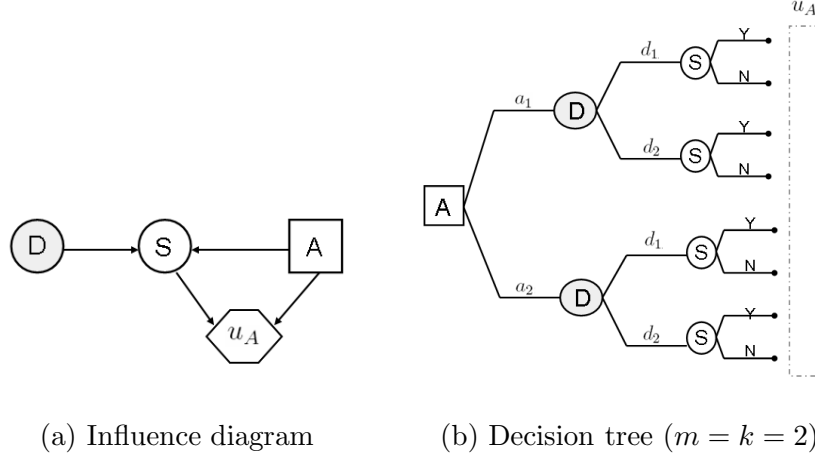 D
S
A
u_A
(a) Influence diagram
u_A
A
a_1
D
d_1
S
Y
N
d_2
S
Y
N
a_2
D
d_1
S
Y
N
d_2
S
Y
N
(b) Decision tree (m = k = 2)